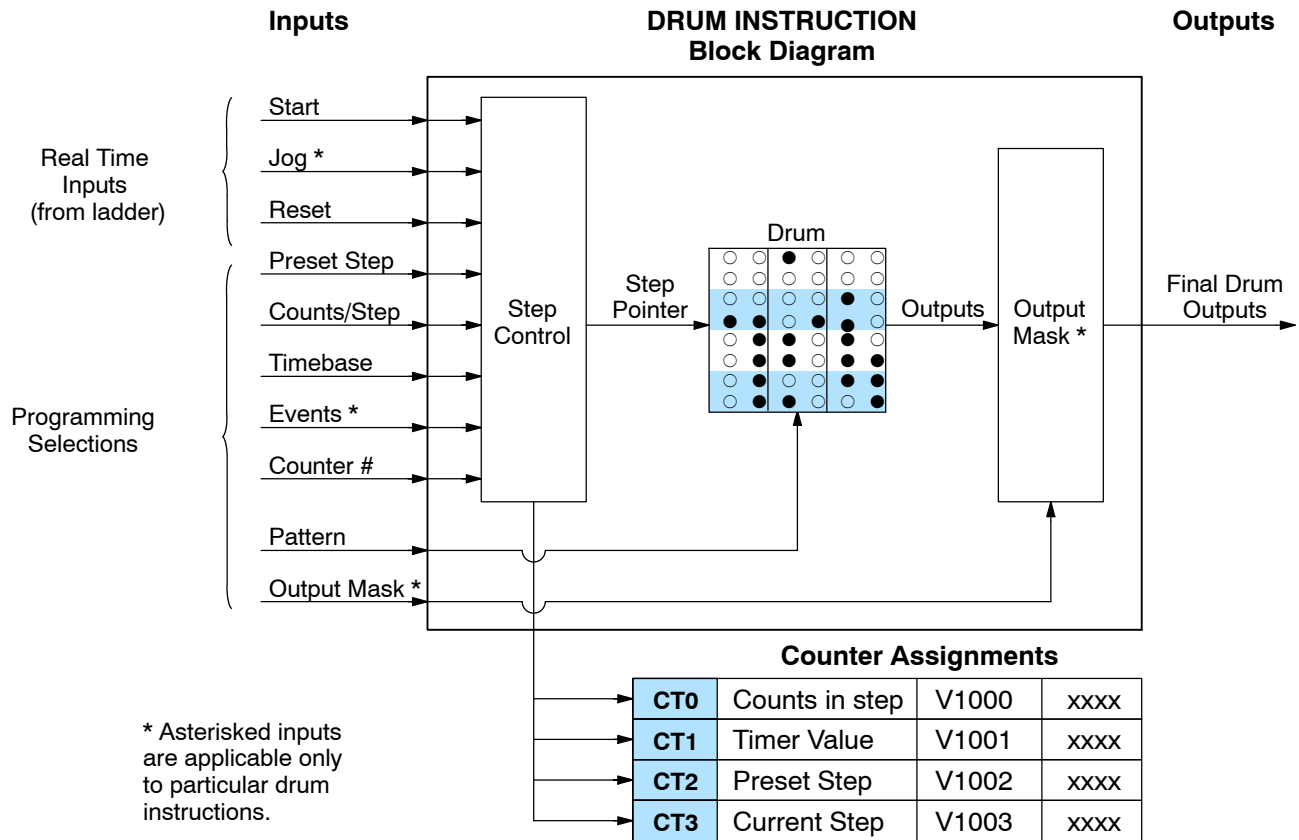 Inputs
DRUM INSTRUCTION
Block Diagram
Outputs
Real Time
Inputs
(from ladder)
Start
Jog *
Reset
Programming
Selections
Preset Step
Counts/Step
Timebase
Events *
Counter #
Pattern
Output Mask *
Step
Control
Step
Pointer
Drum
Outputs
Output
Mask *
Final Drum
Outputs
Counter Assignments
CT0 Counts in step V1000 xxxx
CT1 Timer Value V1001 xxxx
CT2 Preset Step V1002 xxxx
CT3 Current Step V1003 xxxx
* Asterisked inputs
are applicable only
to particular drum
instructions.